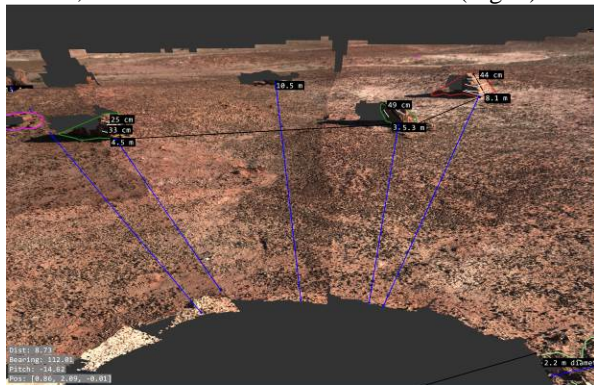 10.5 m
44 cm
8.1 m
49 cm
3.5.3 m
25 cm
33 cm
4.5 m
2.2 m diame
Dist: 8.73
Bearing: 112.01
Pitch: -14.62
Pos: [0.86, 2.09, -0.01]